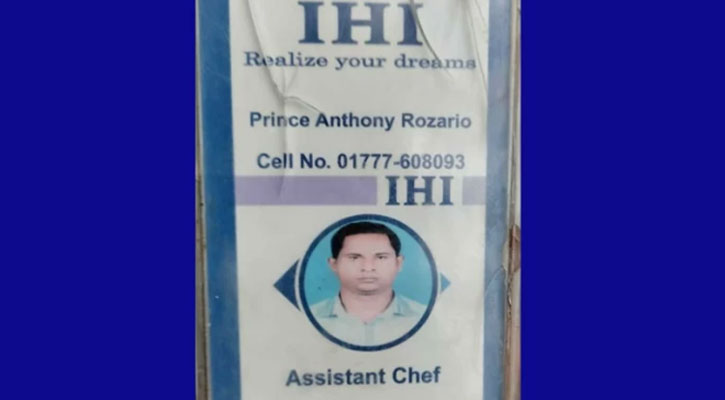 IHI
Realize your dreams
Prince Anthony Rozario
Cell No. 01777-608093
IHI
Assistant Chef